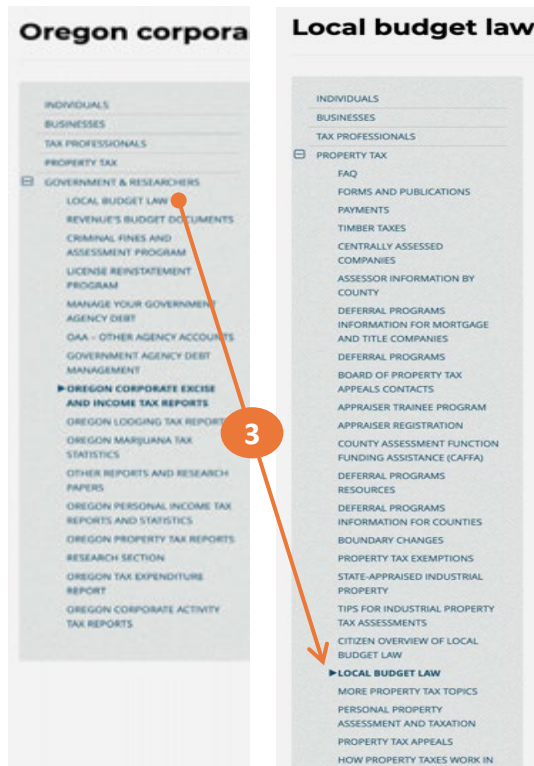 Oregon corpora
INDIVIDUALS
BUSINESSES
TAX PROFESSIONALS
PROPERTY TAX
GOVERNMENT & RESEARCHERS
LOCAL BUDGET LAW
REVENUE'S BUDGET DOCUMENTS
CRIMINAL FINES AND
ASSESSMENT PROGRAM
LICENSE REINSTATEMENT
PROGRAM
MANAGE YOUR GOVERNMENT
AGENCY DEBT
OAA – OTHER AGENCY ACCOUNTS
GOVERNMENT AGENCY DEBT
MANAGEMENT
OREGON CORPORATE EXCISE
AND INCOME TAX REPORTS
OREGON LODGING TAX REPORT
OREGON MARIJUANA TAX
STATISTICS
OTHER REPORTS AND RESEARCH
PAPERS
OREGON PERSONAL INCOME TAX
REPORTS AND STATISTICS
OREGON PROPERTY TAX REPORTS
RESEARCH SECTION
OREGON TAX EXPENDITURE
REPORT
OREGON CORPORATE ACTIVITY
TAX REPORTS
3
Local budget law
INDIVIDUALS
BUSINESSES
TAX PROFESSIONALS
PROPERTY TAX
FAQ
FORMS AND PUBLICATIONS
PAYMENTS
TIMBER TAXES
CENTRALLY ASSESSED
COMPANIES
ASSESSOR INFORMATION BY
COUNTY
DEFERRAL PROGRAMS
INFORMATION FOR MORTGAGE
AND TITLE COMPANIES
DEFERRAL PROGRAMS
BOARD OF PROPERTY TAX
APPEALS CONTACTS
APPRAISER TRAINEE PROGRAM
APPRAISER REGISTRATION
COUNTY ASSESSMENT FUNCTION
FUNDING ASSISTANCE (CAFFA)
DEFERRAL PROGRAMS
RESOURCES
DEFERRAL PROGRAMS
INFORMATION FOR COUNTIES
BOUNDARY CHANGES
PROPERTY TAX EXEMPTIONS
STATE-APPRAISED INDUSTRIAL
PROPERTY
TIPS FOR INDUSTRIAL PROPERTY
TAX ASSESSMENTS
CITIZEN OVERVIEW OF LOCAL
BUDGET LAW
LOCAL BUDGET LAW
MORE PROPERTY TAX TOPICS
PERSONAL PROPERTY
ASSESSMENT AND TAXATION
PROPERTY TAX APPEALS
HOW PROPERTY TAXES WORK IN